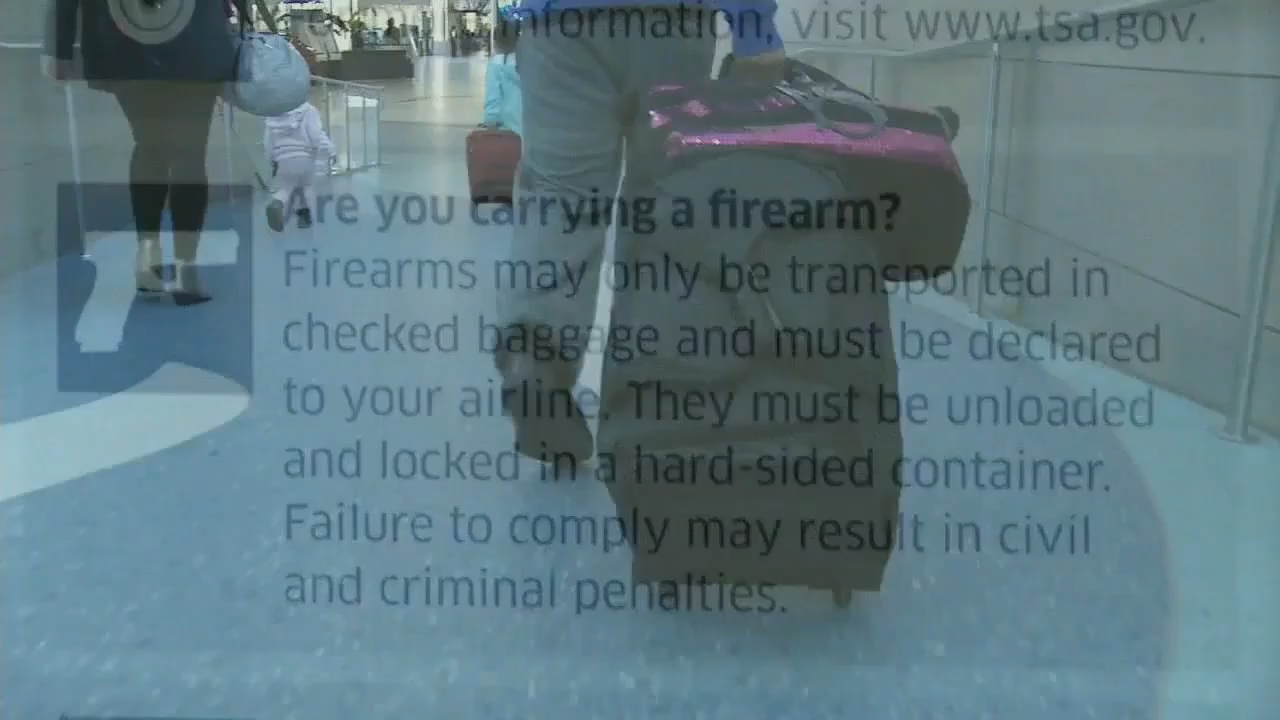 information, visit www.tsa.gov.
Are you carrying a firearm?
Firearms may only be transported in
checked baggage and must be declared
to your airline. They must be unloaded
and locked in a hard-sided container.
Failure to comply may result in civil
and criminal penalties.